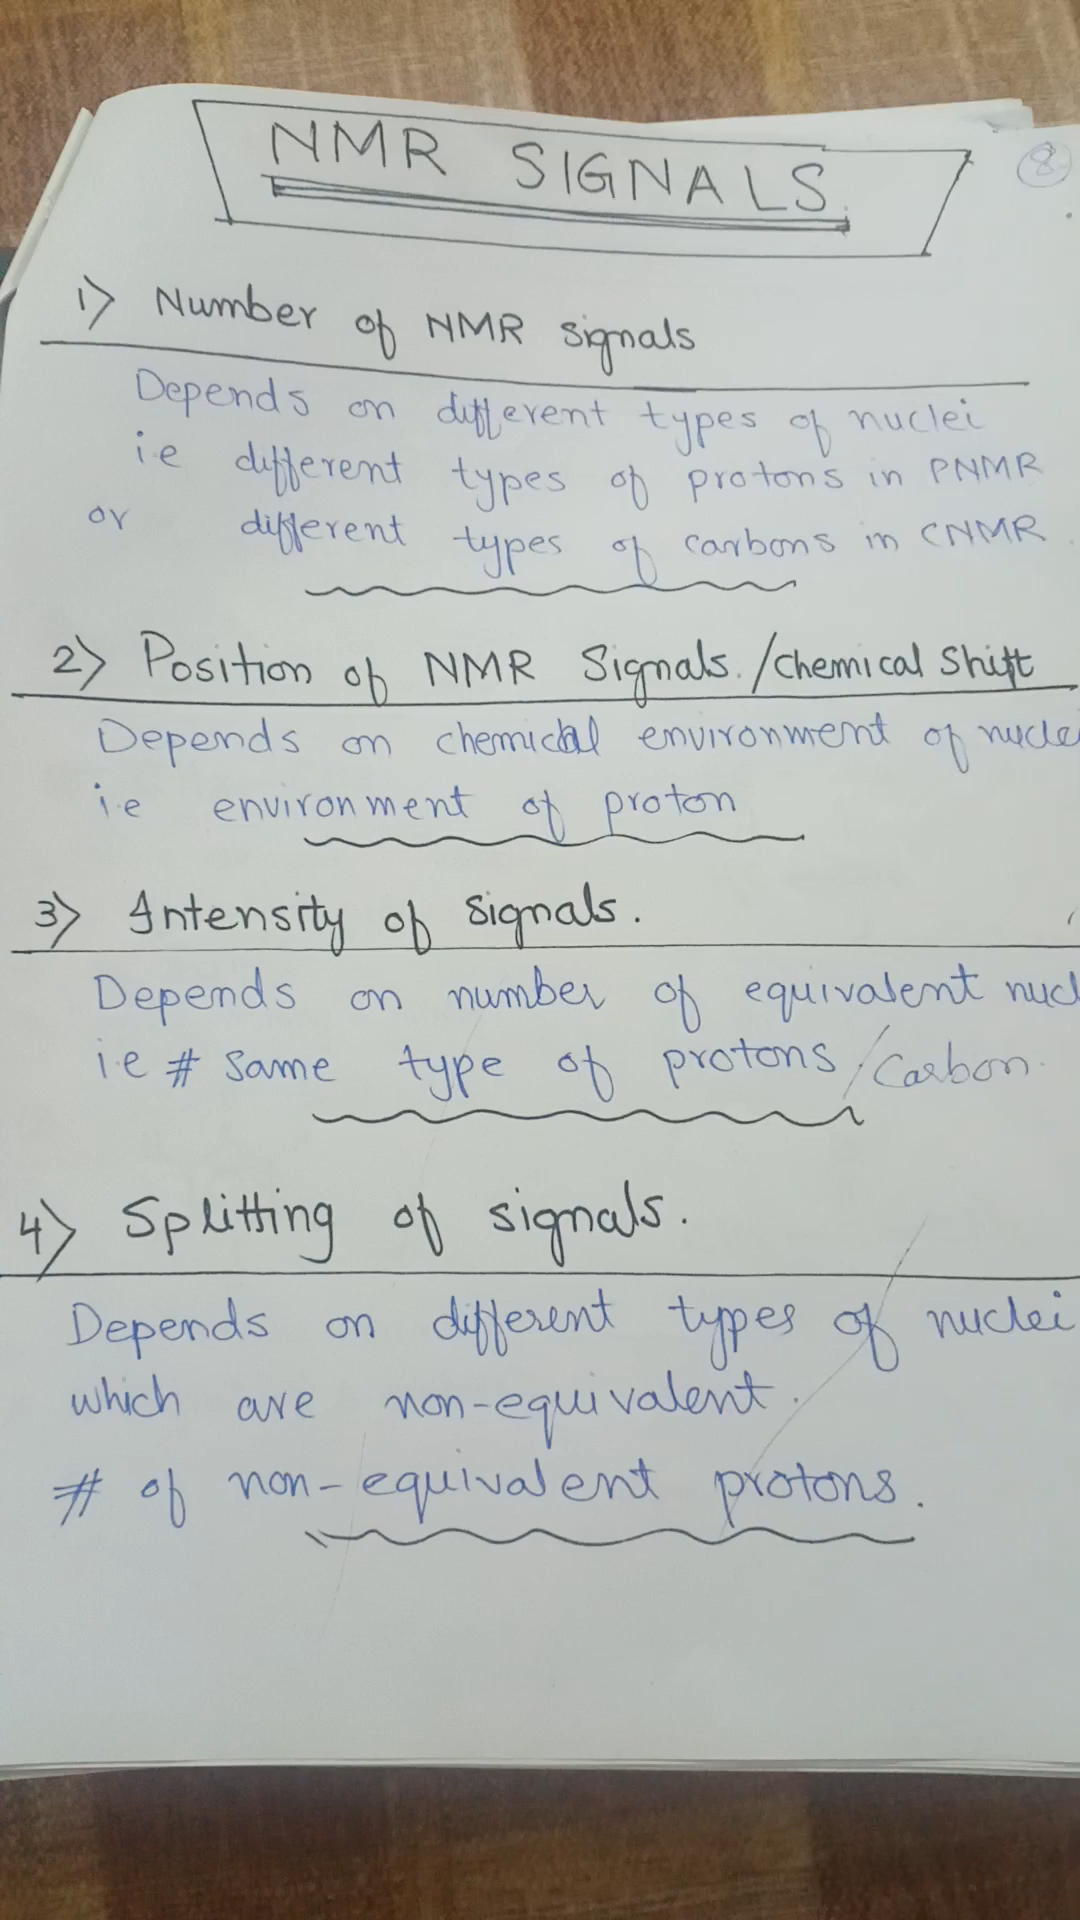 NMR SIGNALS
8
1) Number of NMR signals
Depends on different types of nuclei
i.e different types of protons in PNMR
or different types of carbons in CNMR
2) Position of NMR Signals./Chemical Shift
Depends on chemical environment of nucle
i.e environment of proton
3) Intensity of signals.
Depends on number of equivalent nucl
i.e # same type of protons/Carbon.
4) Splitting of signals.
Depends on different types of nuclei
which are non-equivalent.
# of non-equivalent protons.